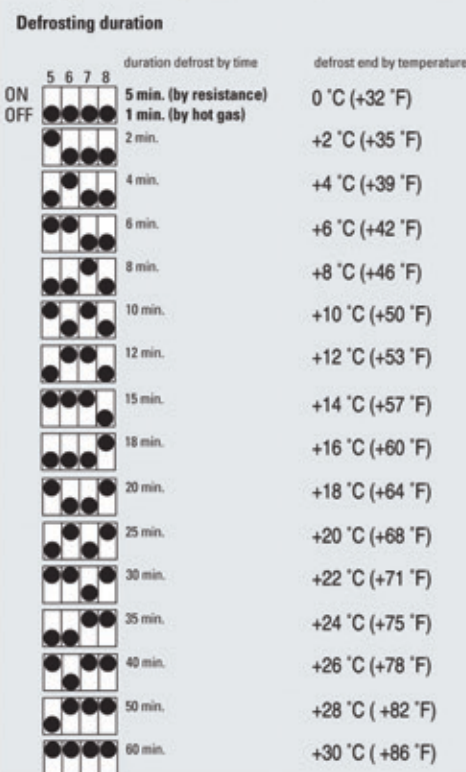 Defrosting duration
duration defrost by time defrost end by temperature
5 6 7 8
ON 5 min. (by resistance) 0 °C (+32 °F)
OFF 1 min. (by hot gas)
2 min. +2 °C (+35 °F)
4 min. +4 °C (+39 °F)
6 min. +6 °C (+42 °F)
8 min. +8 °C (+46 °F)
10 min. +10 °C (+50 °F)
12 min. +12 °C (+53 °F)
15 min. +14 °C (+57 °F)
18 min. +16 °C (+60 °F)
20 min. +18 °C (+64 °F)
25 min. +20 °C (+68 °F)
30 min. +22 °C (+71 °F)
35 min. +24 °C (+75 °F)
40 min. +26 °C (+78 °F)
50 min. +28 °C ( +82 °F)
60 min. +30 °C ( +86 °F)